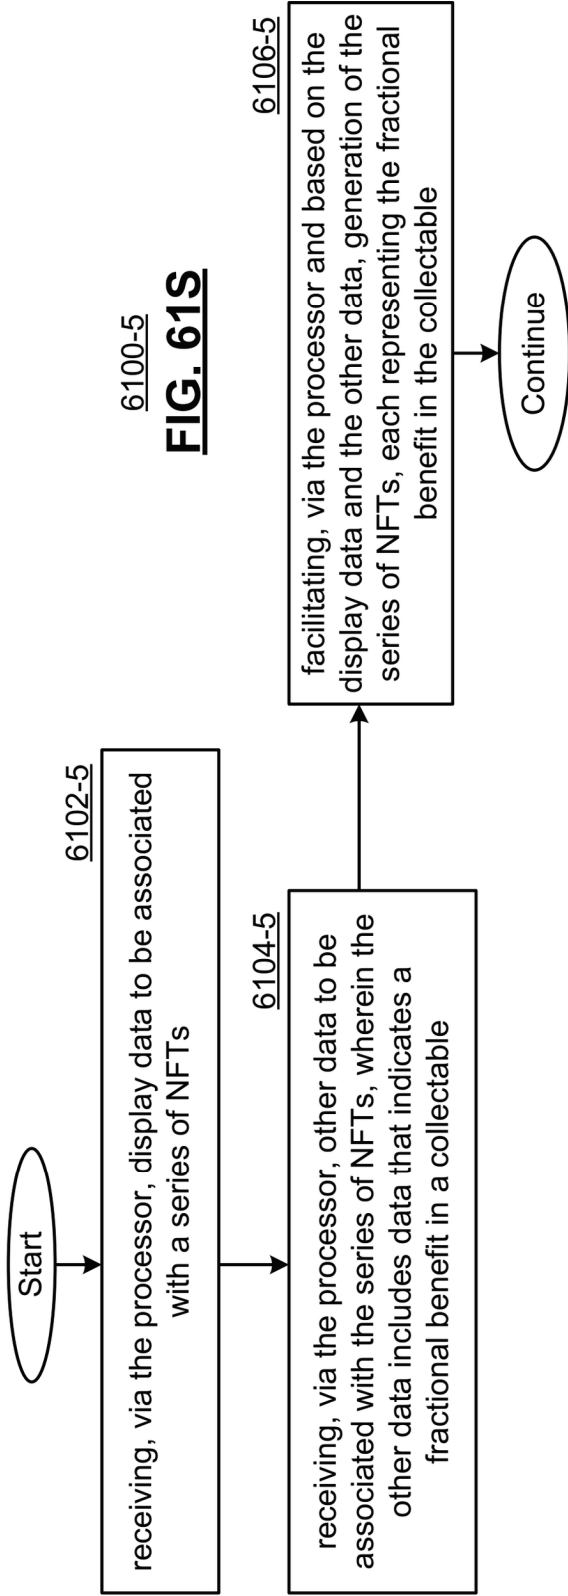 6100-5
FIG. 61S
Start
6102-5
receiving, via the processor, display data to be associated
with a series of NFTs
6104-5
receiving, via the processor, other data to be
associated with the series of NFTs, wherein the
other data includes data that indicates a
fractional benefit in a collectable
6106-5
facilitating, via the processor and based on the
display data and the other data, generation of the
series of NFTs, each representing the fractional
benefit in the collectable
Continue